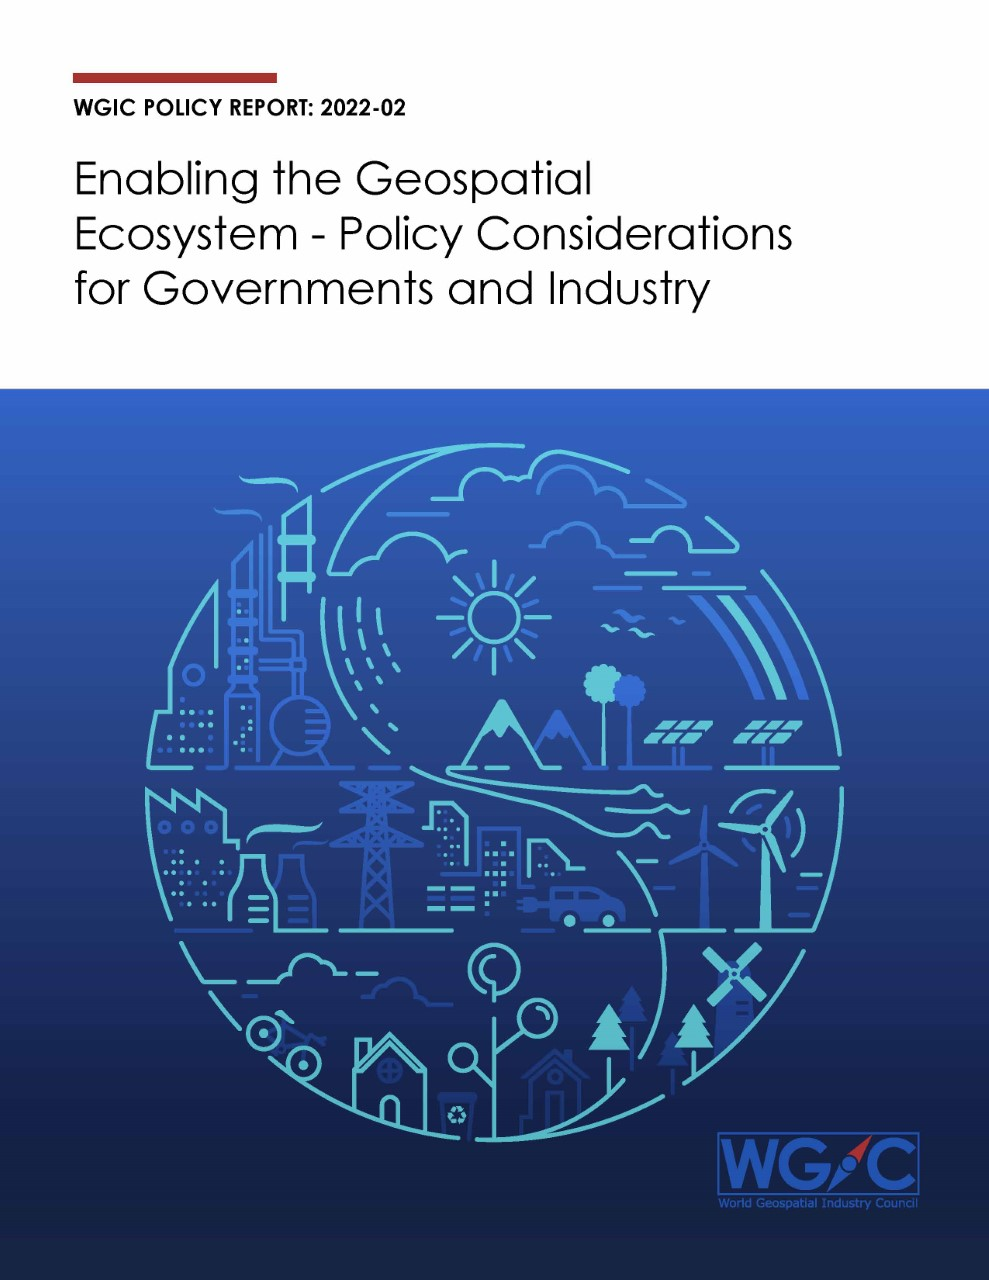 WGIC POLICY REPORT: 2022-02
Enabling the Geospatial
Ecosystem - Policy Considerations
for Governments and Industry
WGIC
World Geospatial Industry Council